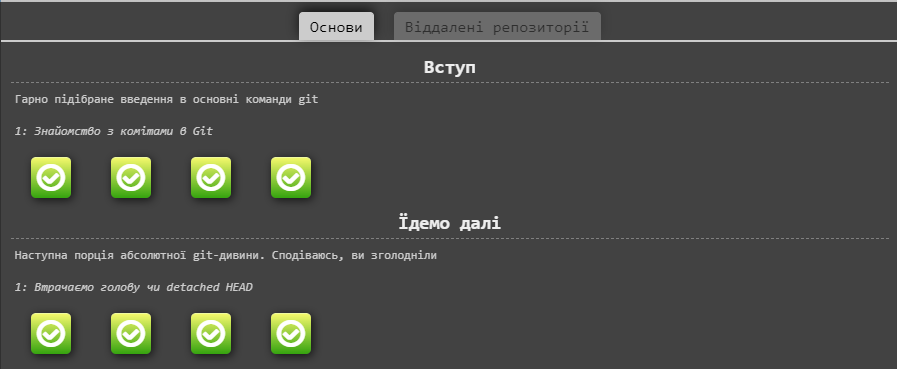 Основи
Віддалені репозиторії
Вступ
Гарно підібране введення в основні команди git
1: Знайомство з комітами в Git
Їдемо далі
Наступна порція абсолютної git-дивини. Сподіваюсь, ви зголодніли
1: Втрачаємо голову чи detached HEAD